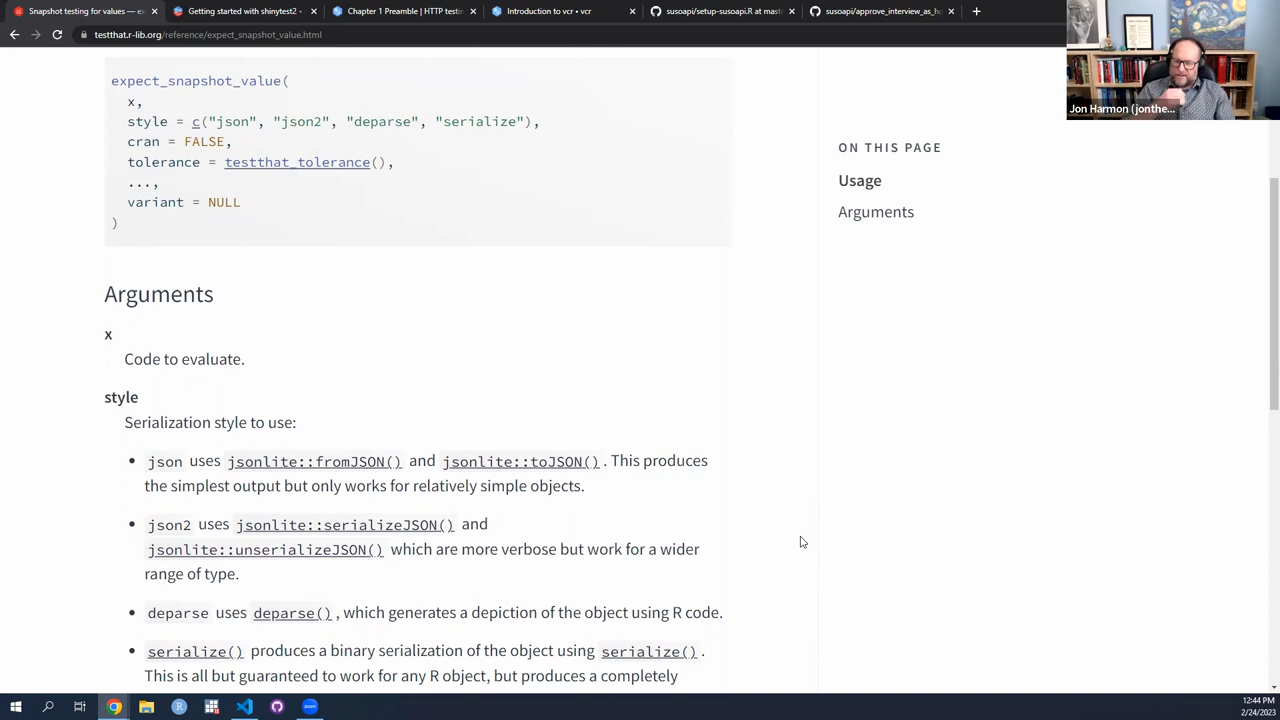 Snapshot testing for values — ex
Getting started with shinytest2 •
Chapter 1 Preamble | HTTP testi
Introduction to vcr • vcr
susoapi/setup-susoapi.R at mast
susoapi/approve_interview_as_h
testthat.r-lib.org/reference/expect_snapshot_value.html
Jon Harmon (jonthe...
expect_snapshot_value(
x,
style = c("json", "json2", "deparse", "serialize"),
cran = FALSE,
tolerance = testthat_tolerance(),
...,
variant = NULL
)
ON THIS PAGE
Usage
Arguments
Arguments
x
Code to evaluate.
style
Serialization style to use:
• json uses jsonlite::fromJSON() and jsonlite::toJSON(). This produces
the simplest output but only works for relatively simple objects.
• json2 uses jsonlite::serializeJSON() and
jsonlite::unserializeJSON() which are more verbose but work for a wider
range of type.
• deparse uses deparse(), which generates a depiction of the object using R code.
• serialize() produces a binary serialization of the object using serialize().
This is all but guaranteed to work for any R object, but produces a completely
12:44 PM
2/24/2023